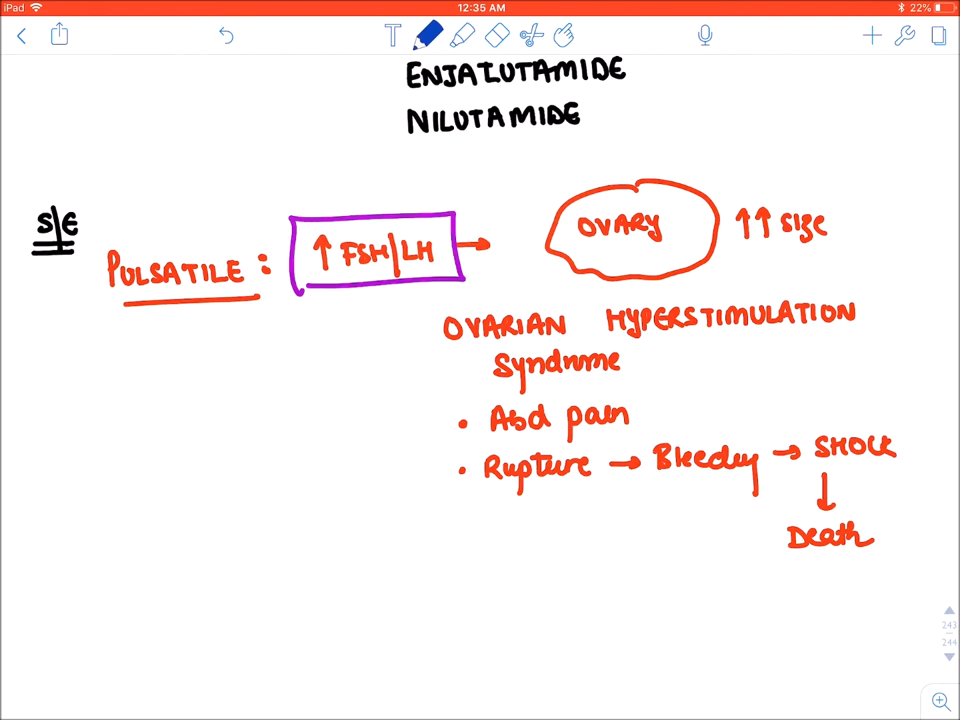 iPad 12:35 AM 22%
T
ENJALUTAMIDE
NILUTAMIDE
S/E
PULSATILE : ↑ FSH/LH → OVARY ↑↑ Size
OVARIAN HYPERSTIMULATION
Syndrome
• Abd pain
• Rupture → Bleeding → SHOCK
↓
Death
243
244